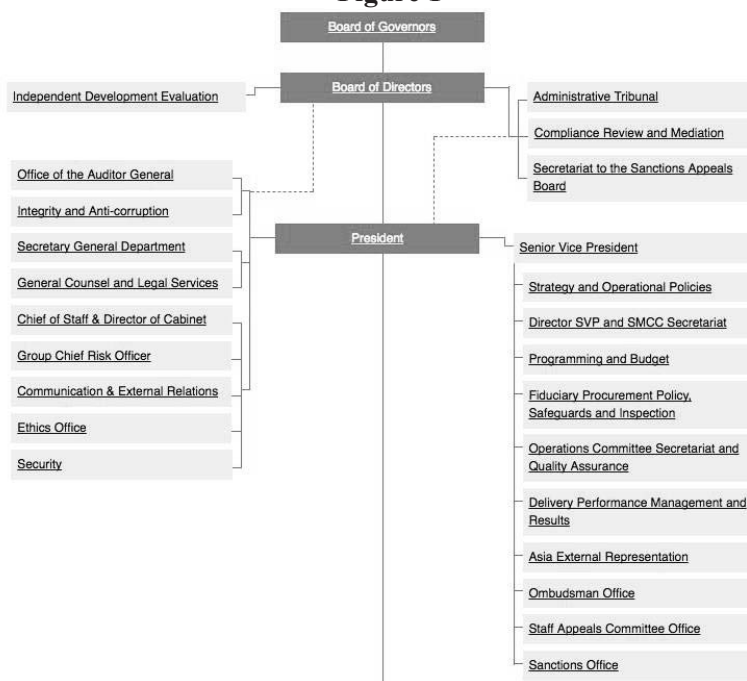 Figure
Board of Governors
Board of Directors
Independent Development Evaluation
Administrative Tribunal
Compliance Review and Mediation
Secretariat to the Sanctions Appeals
Board
Office of the Auditor General
Integrity and Anti-corruption
President
Secretary General Department
General Counsel and Legal Services
Chief of Staff & Director of Cabinet
Group Chief Risk Officer
Communication & External Relations
Ethics Office
Security
Senior Vice President
Strategy and Operational Policies
Director SVP and SMCC Secretariat
Programming and Budget
Fiduciary Procurement Policy,
Safeguards and Inspection
Operations Committee Secretariat and
Quality Assurance
Delivery Performance Management and
Results
Asia External Representation
Ombudsman Office
Staff Appeals Committee Office
Sanctions Office